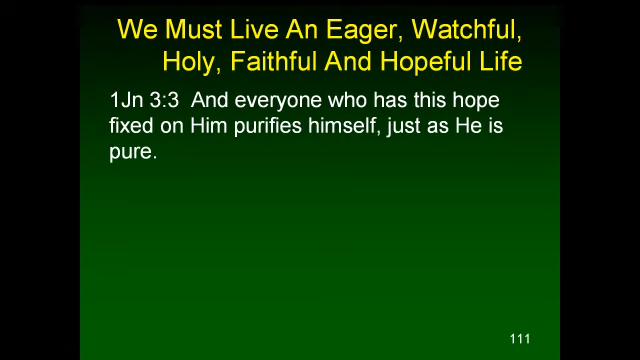 We Must Live An Eager, Watchful,
Holy, Faithful And Hopeful Life
1Jn 3:3 And everyone who has this hope
fixed on Him purifies himself, just as He is
pure.
111